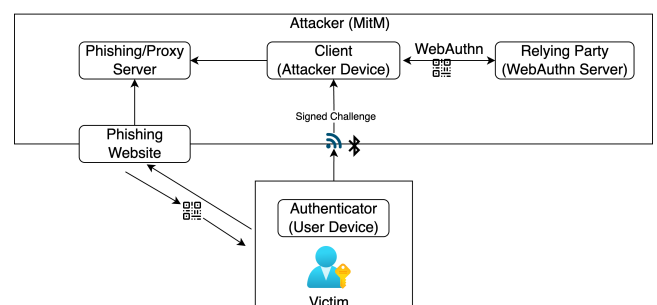 Attacker (MitM)
Phishing/Proxy
Server
Client
(Attacker Device)
WebAuthn
Relying Party
(WebAuthn Server)
Signed Challenge
Phishing
Website
Authenticator
(User Device)
Victim